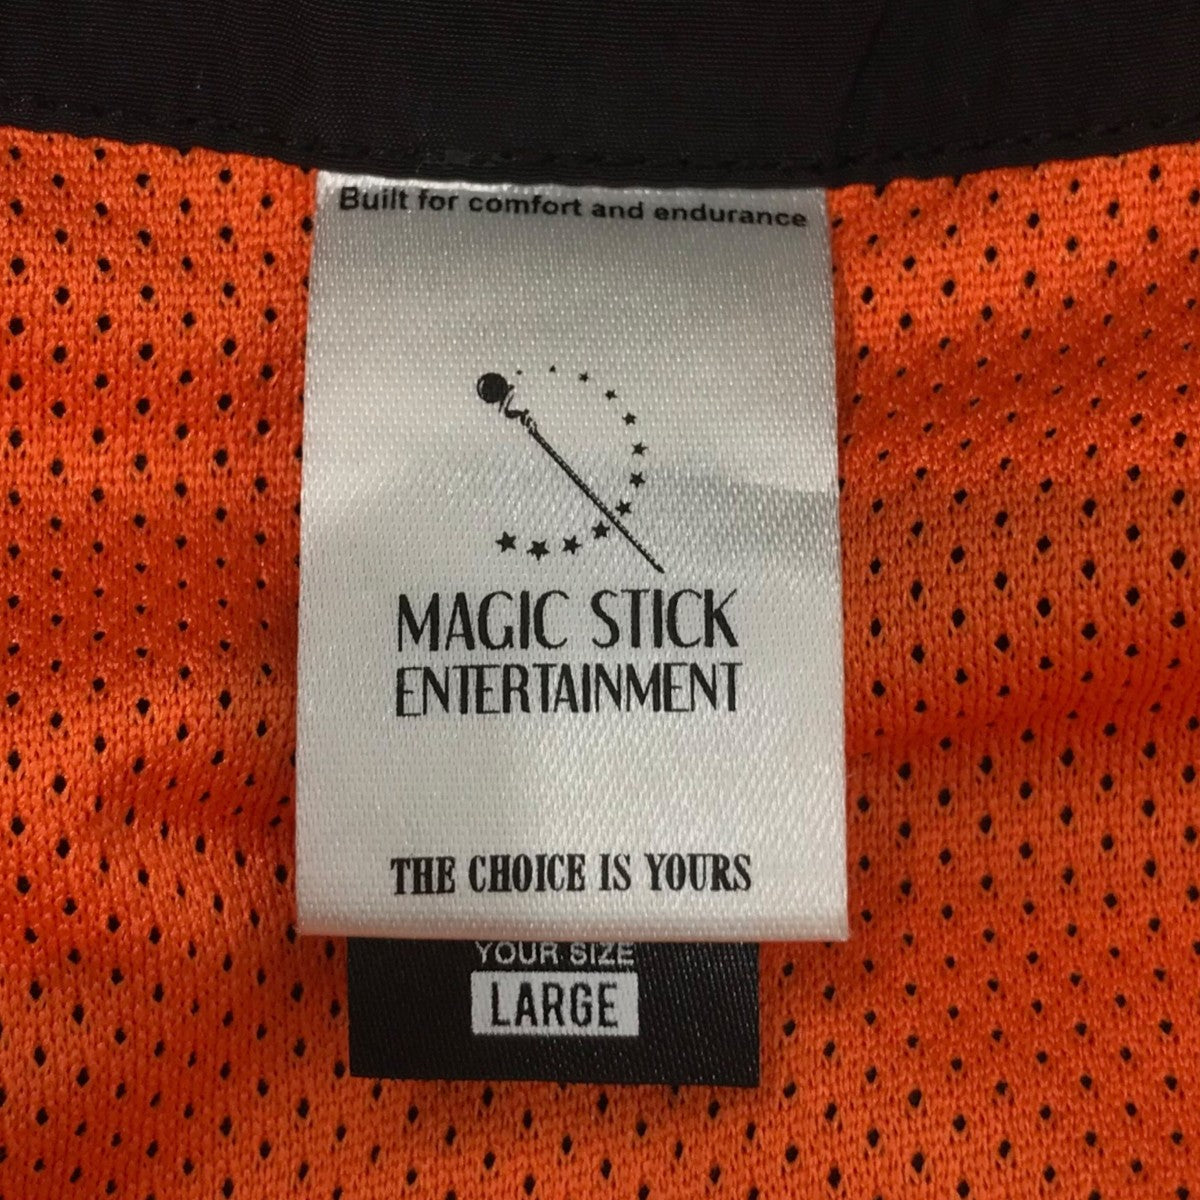 Built for comfort and endurance
MAGIC STICK
ENTERTAINMENT
THE CHOICE IS YOURS
YOUR SIZE
LARGE